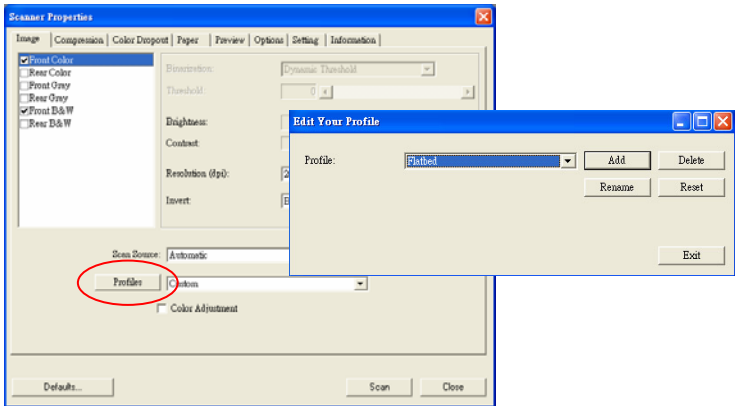 Scanner Properties
Image Compression Color Dropout Paper Preview Options Setting Information
Front Color
Rear Color
Front Gray
Rear Gray
Front B&W
Rear B&W
Binarization: Dynamic Threshold
Threshold: 0
Brightness:
Contrast:
Resolution (dpi): 2
Invert: B
Scan Source: Automatic
Profiles Custom
Color Adjustment
Defaults... Scan Close
Edit Your Profile
Profile: Flatbed Add Delete
Rename Reset
Exit